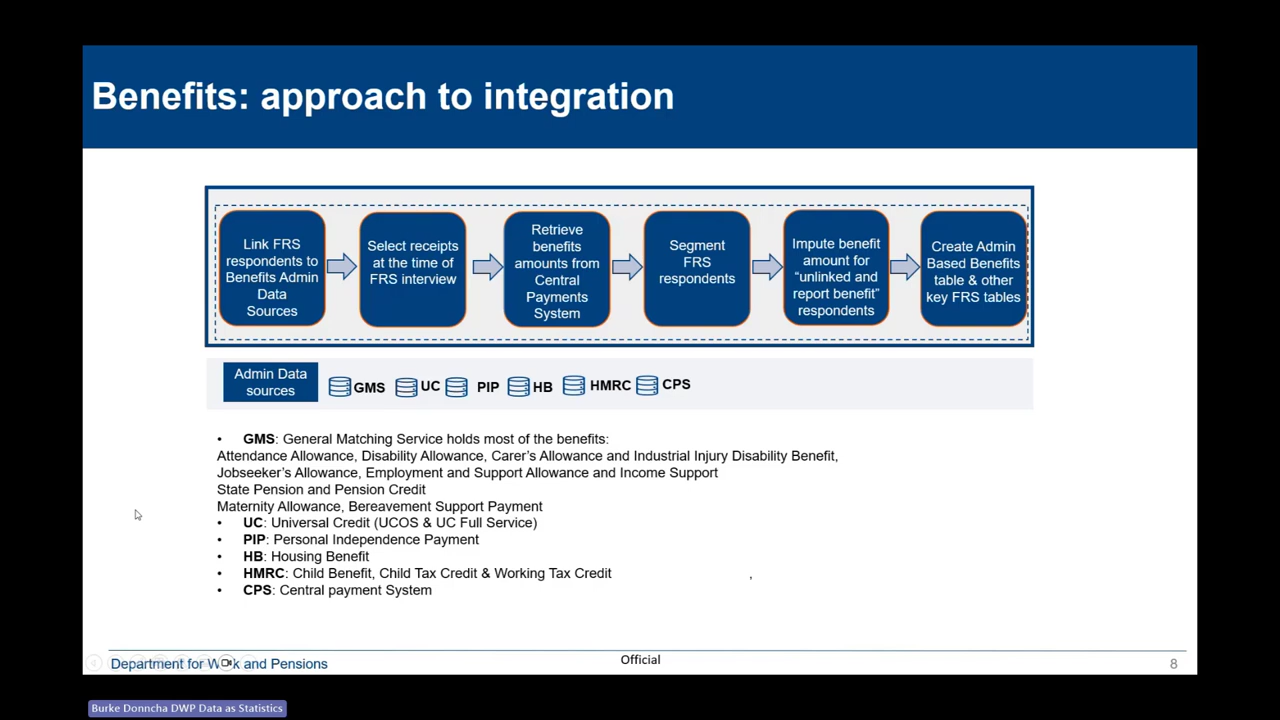 Benefits: approach to integration
Link FRS
respondents to
Benefits Admin
Data
Sources
Select receipts
at the time of
FRS interview
Retrieve
benefits
amounts from
Central
Payments
System
Segment
FRS
respondents
Impute benefit
amount for
“unlinked and
report benefit”
respondents
Create Admin
Based Benefits
table & other
key FRS tables
Admin Data
sources
GMS
UC
PIP
HB
HMRC
CPS
• GMS: General Matching Service holds most of the benefits:
Attendance Allowance, Disability Allowance, Carer’s Allowance and Industrial Injury Disability Benefit,
Jobseeker’s Allowance, Employment and Support Allowance and Income Support
State Pension and Pension Credit
Maternity Allowance, Bereavement Support Payment
• UC: Universal Credit (UCOS & UC Full Service)
• PIP: Personal Independence Payment
• HB: Housing Benefit
• HMRC: Child Benefit, Child Tax Credit & Working Tax Credit ,
• CPS: Central payment System
Department for Work and Pensions
Official
8
Burke Donncha DWP Data as Statistics